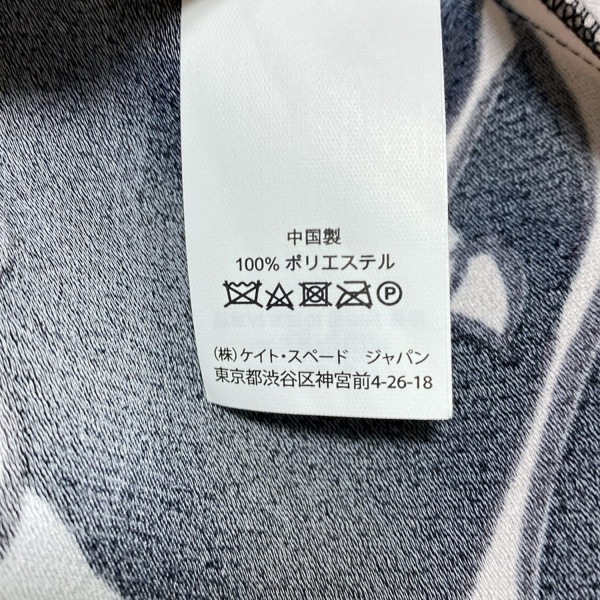 中国製
100% ポリエステル
P
(株)ケイト・スペード ジャパン
東京都渋谷区神宮前4-26-18